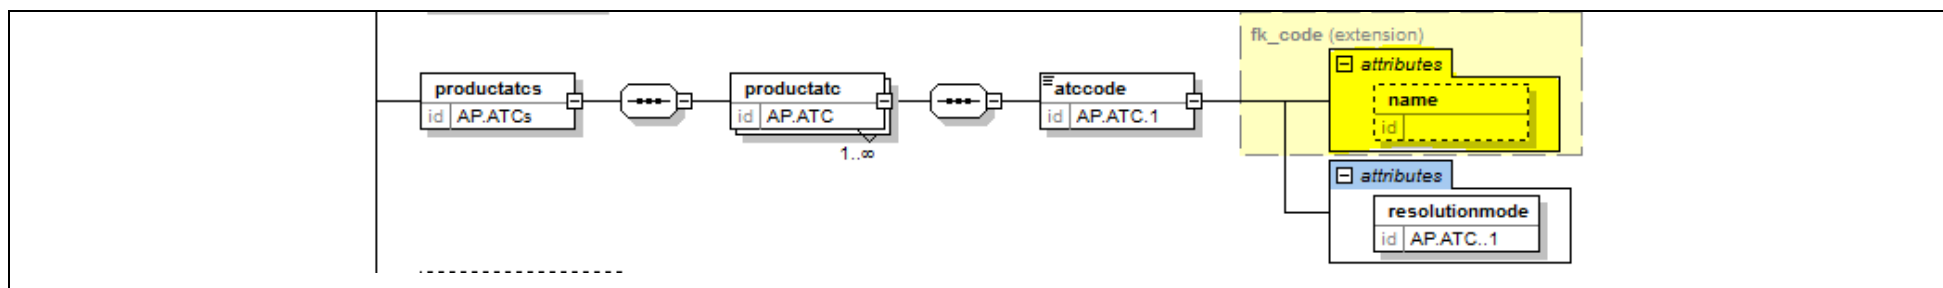 fk_code (extension)
attributes
productatcs
id AP.ATCs
productatc
id AP.ATC
1..∞
atccode
id AP.ATC.1
name
id
attributes
resolutionmode
id AP.ATC..1